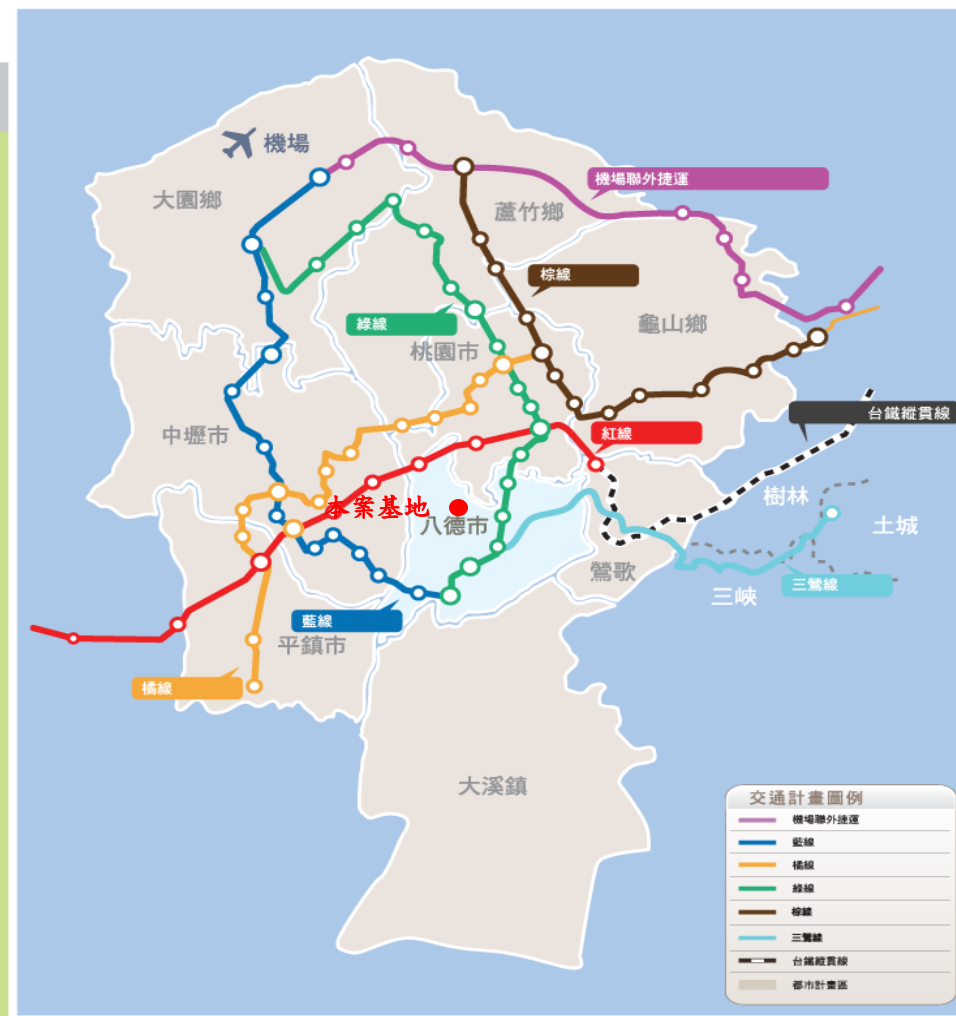 機場
大園鄉
蘆竹鄉
機場聯外捷運
棕線
龜山鄉
綠線
桃園市
台鐵縱貫線
中壢市
紅線
樹林
本案基地
八德市
土城
鶯歌
三鶯線
三峽
藍線
平鎮市
橘線
大溪鎮
交通計畫圖例
機場聯外捷運
藍線
橘線
綠線
棕線
三鶯線
台鐵縱貫線
都市計畫區